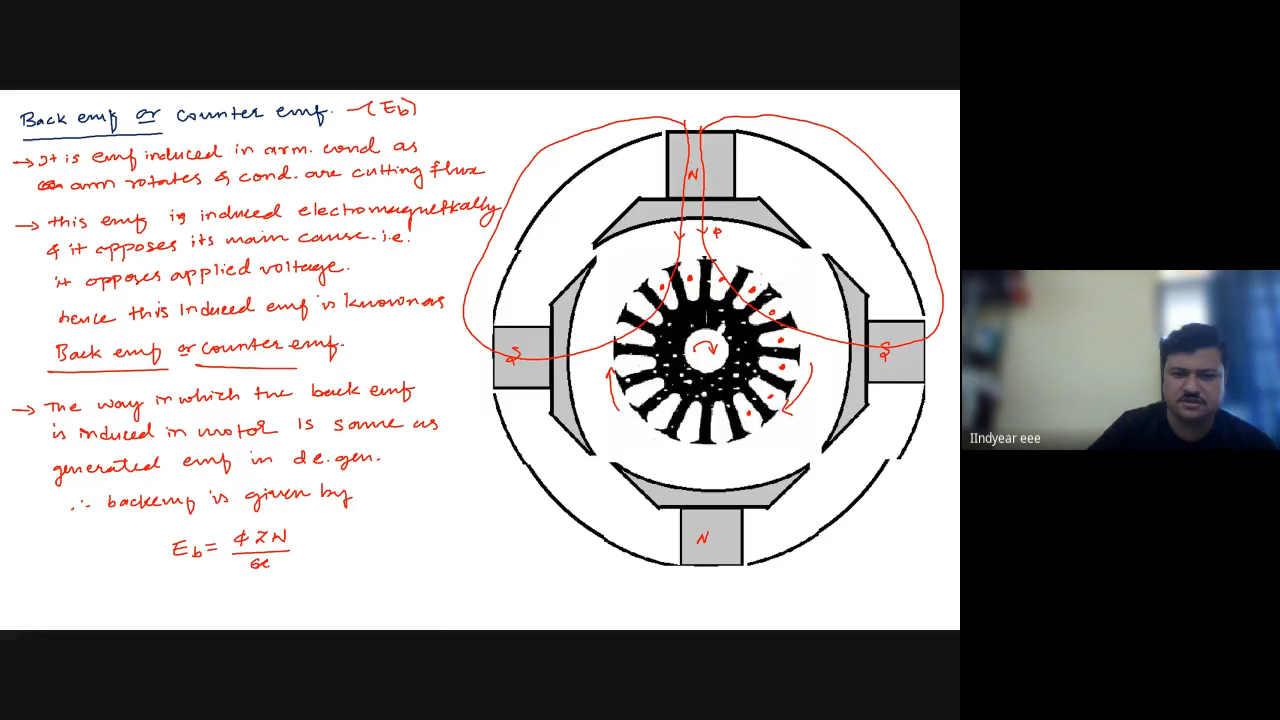 Back emf or counter emf. → (Eb)
→ It is emf induced in arm. cond as
arm rotates & cond. are cutting flux
→ this emf is induced electromagnetically
& it opposes its main cause. i.e.
it opposes applied voltage.
hence this induced emf is known as
Back emf or counter emf.
→ The way in which the back emf
is induced in motor is same as
generated emf in d.c. gen.
∴ back emf is given by
Eb = ϕZN
N
ϕ
S
S
N
IIndyear eee